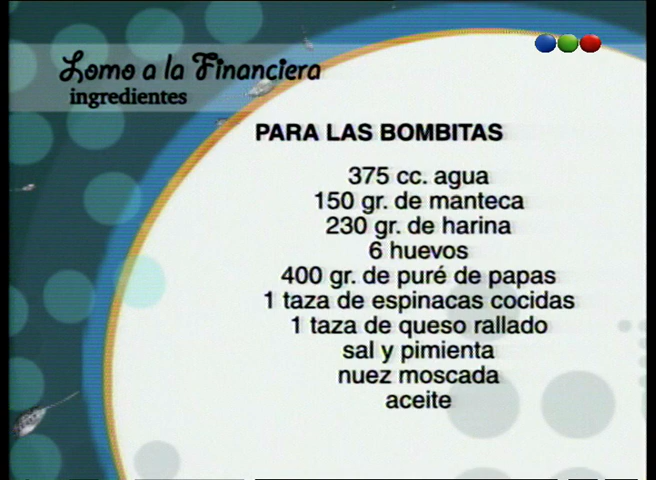 Lomo a la Financiera
ingredientes
PARA LAS BOMBITAS
375 cc. agua
150 gr. de manteca
230 gr. de harina
6 huevos
400 gr. de puré de papas
1 taza de espinacas cocidas
1 taza de queso rallado
sal y pimienta
nuez moscada
aceite